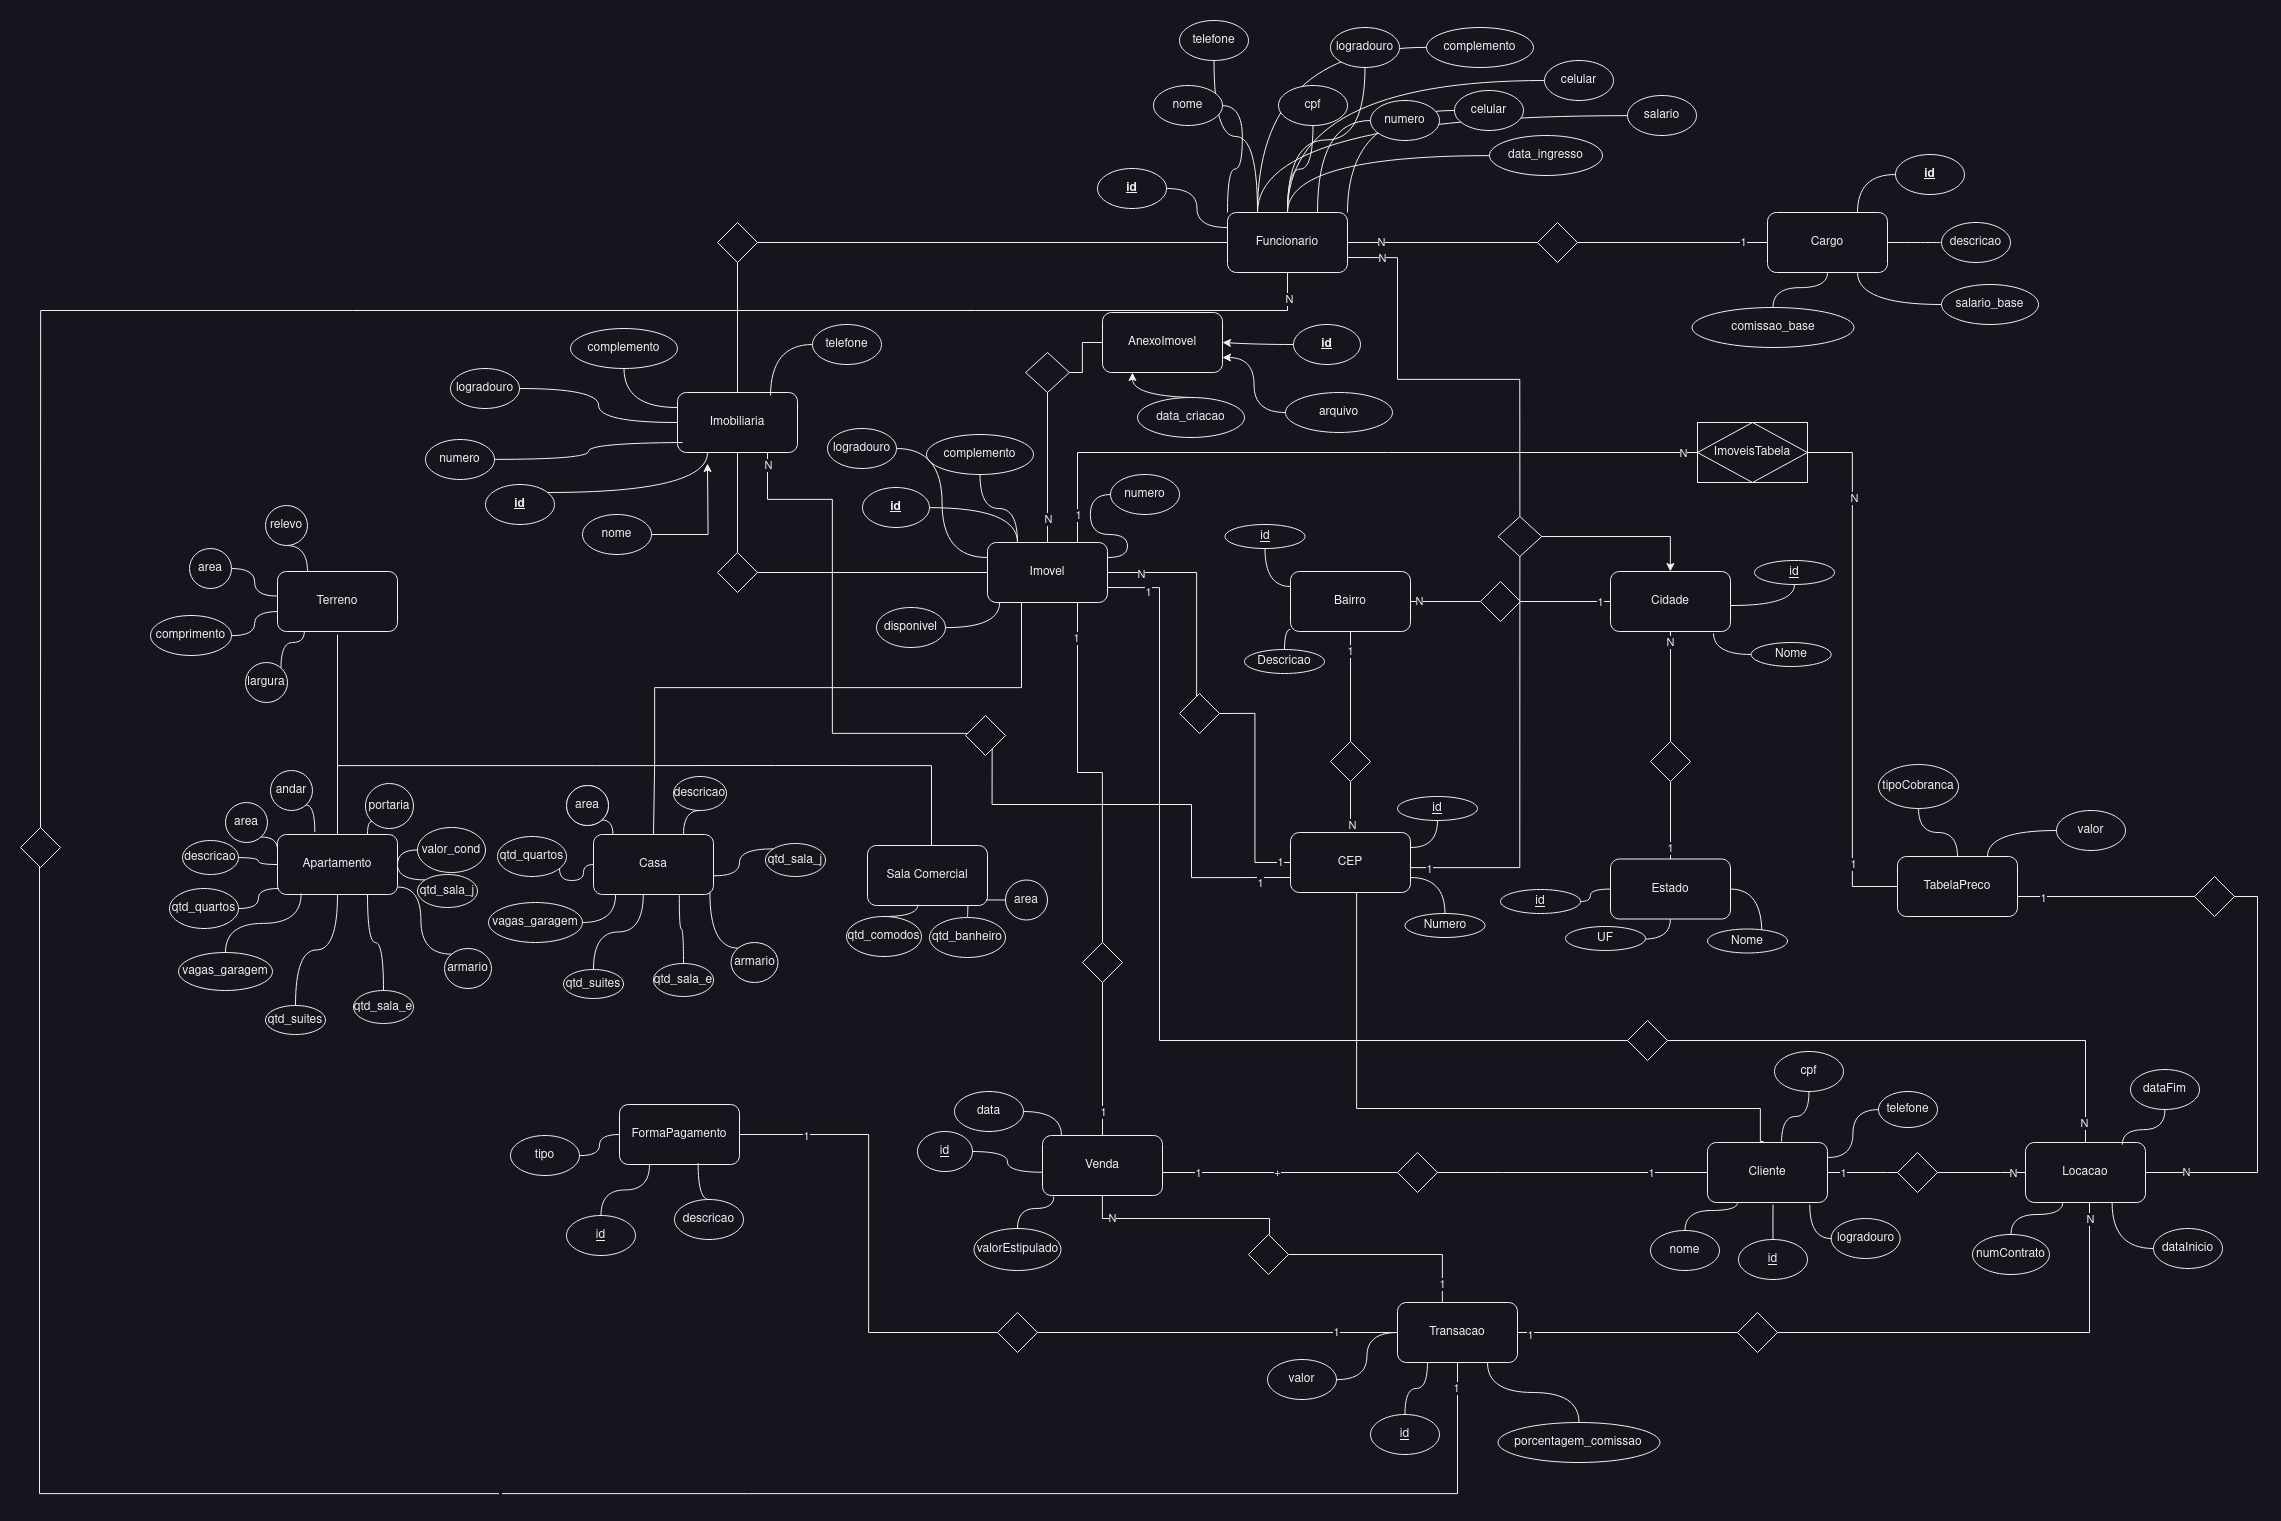 telefone
logradouro
complemento
celular
nome
cpf
numero
celular
salario
data_ingresso
id
id
Funcionario
N
1
Cargo
descricao
N
N
salario_base
comissao_base
complemento
telefone
AnexoImovel
id
logradouro
Imobiliaria
data_criacao
arquivo
numero
N
logradouro
complemento
N
ImoveisTabela
N
id
nome
id
numero
N
1
relevo
area
id
Terreno
Imovel
N
1
Bairro
N
1
Cidade
id
comprimento
disponivel
1
Descricao
1
N
Nome
largura
andar
portaria
area
descricao
tipoCobranca
area
descricao
valor_cond
Apartamento
qtd_sala_j
qtd_quartos
area
qtd_quartos
Casa
qtd_sala_j
Sala Comercial
area
N
id
CEP
1
1
1
1
1
Estado
TabelaPreco
valor
1
vagas_garagem
qtd_comodos
qtd_banheiro
Numero
id
UF
Nome
vagas_garagem
armario
qtd_suites
qtd_sala_e
armario
qtd_suites
qtd_sala_e
cpf
dataFim
data
1
telefone
N
FormaPagamento
1
tipo
id
Venda
1
+
1
Cliente
1
N
Locacao
N
id
descricao
N
valorEstipulado
nome
id
logradouro
N
numContrato
dataInicio
1
1
Transacao
1
valor
1
id
porcentagem_comissao